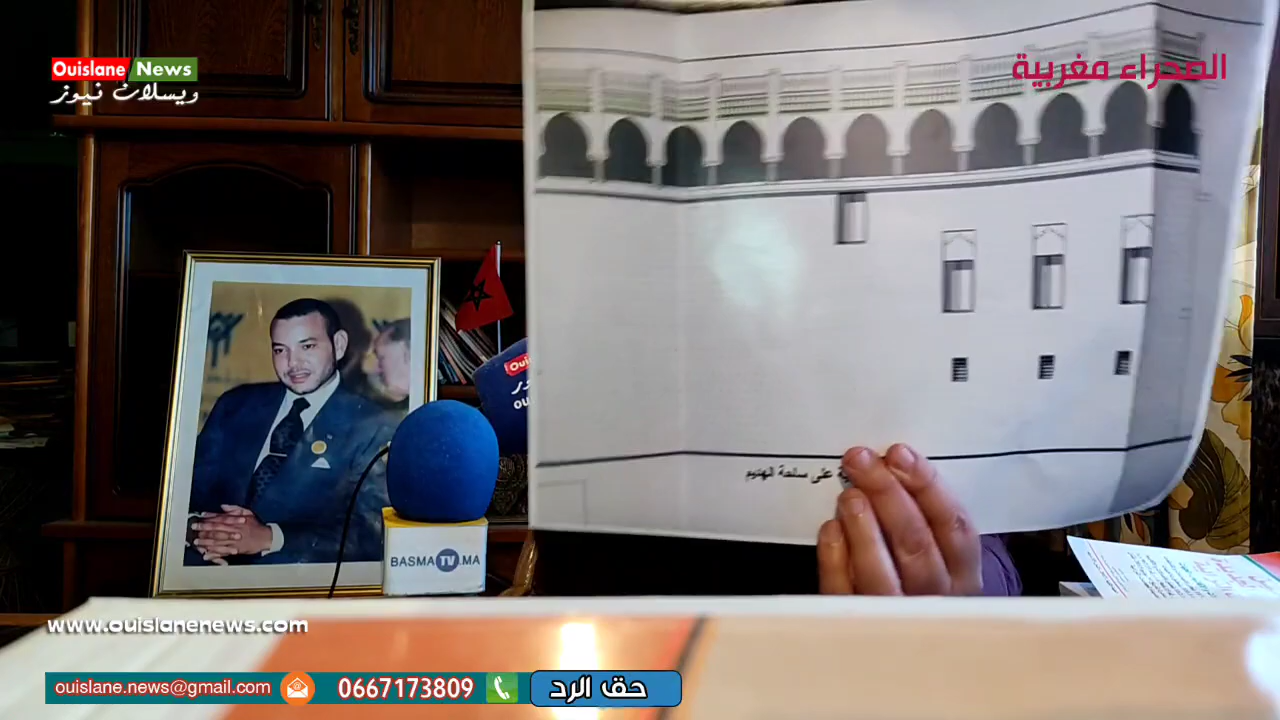 Ouislane News
ويسلان نيوز
الصحراء مغربية
على ساحة الهديم
BASMA TV.MA
www.ouislanenews.com
ouislane.news@gmail.com
0667173809
حق الرد